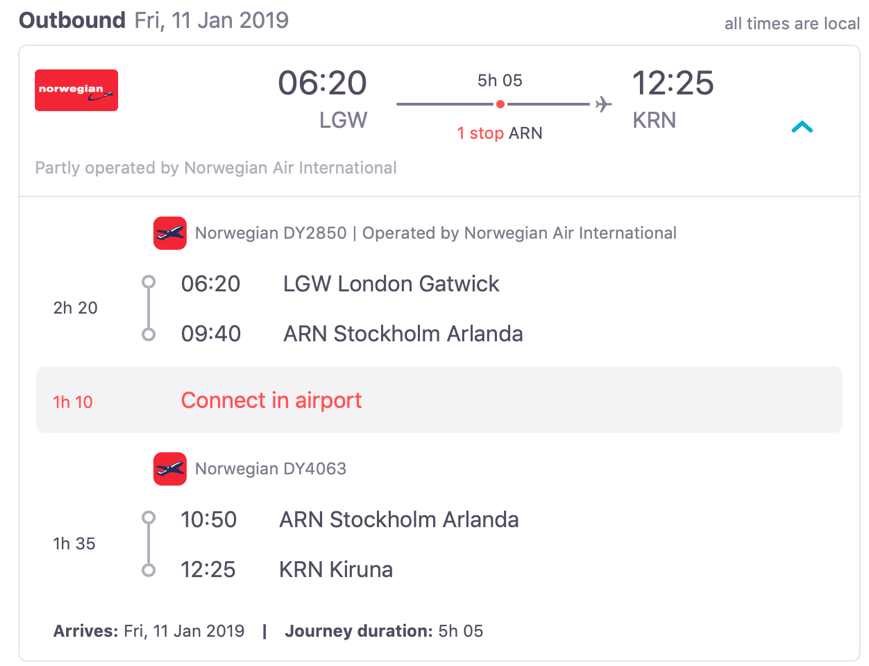 Outbound Fri, 11 Jan 2019
all times are local
norwegian
06:20 5h 05 12:25
LGW KRN
1 stop ARN
Partly operated by Norwegian Air International
Norwegian DY2850 | Operated by Norwegian Air International
06:20 LGW London Gatwick
2h 20
09:40 ARN Stockholm Arlanda
1h 10 Connect in airport
Norwegian DY4063
10:50 ARN Stockholm Arlanda
1h 35
12:25 KRN Kiruna
Arrives: Fri, 11 Jan 2019 | Journey duration: 5h 05